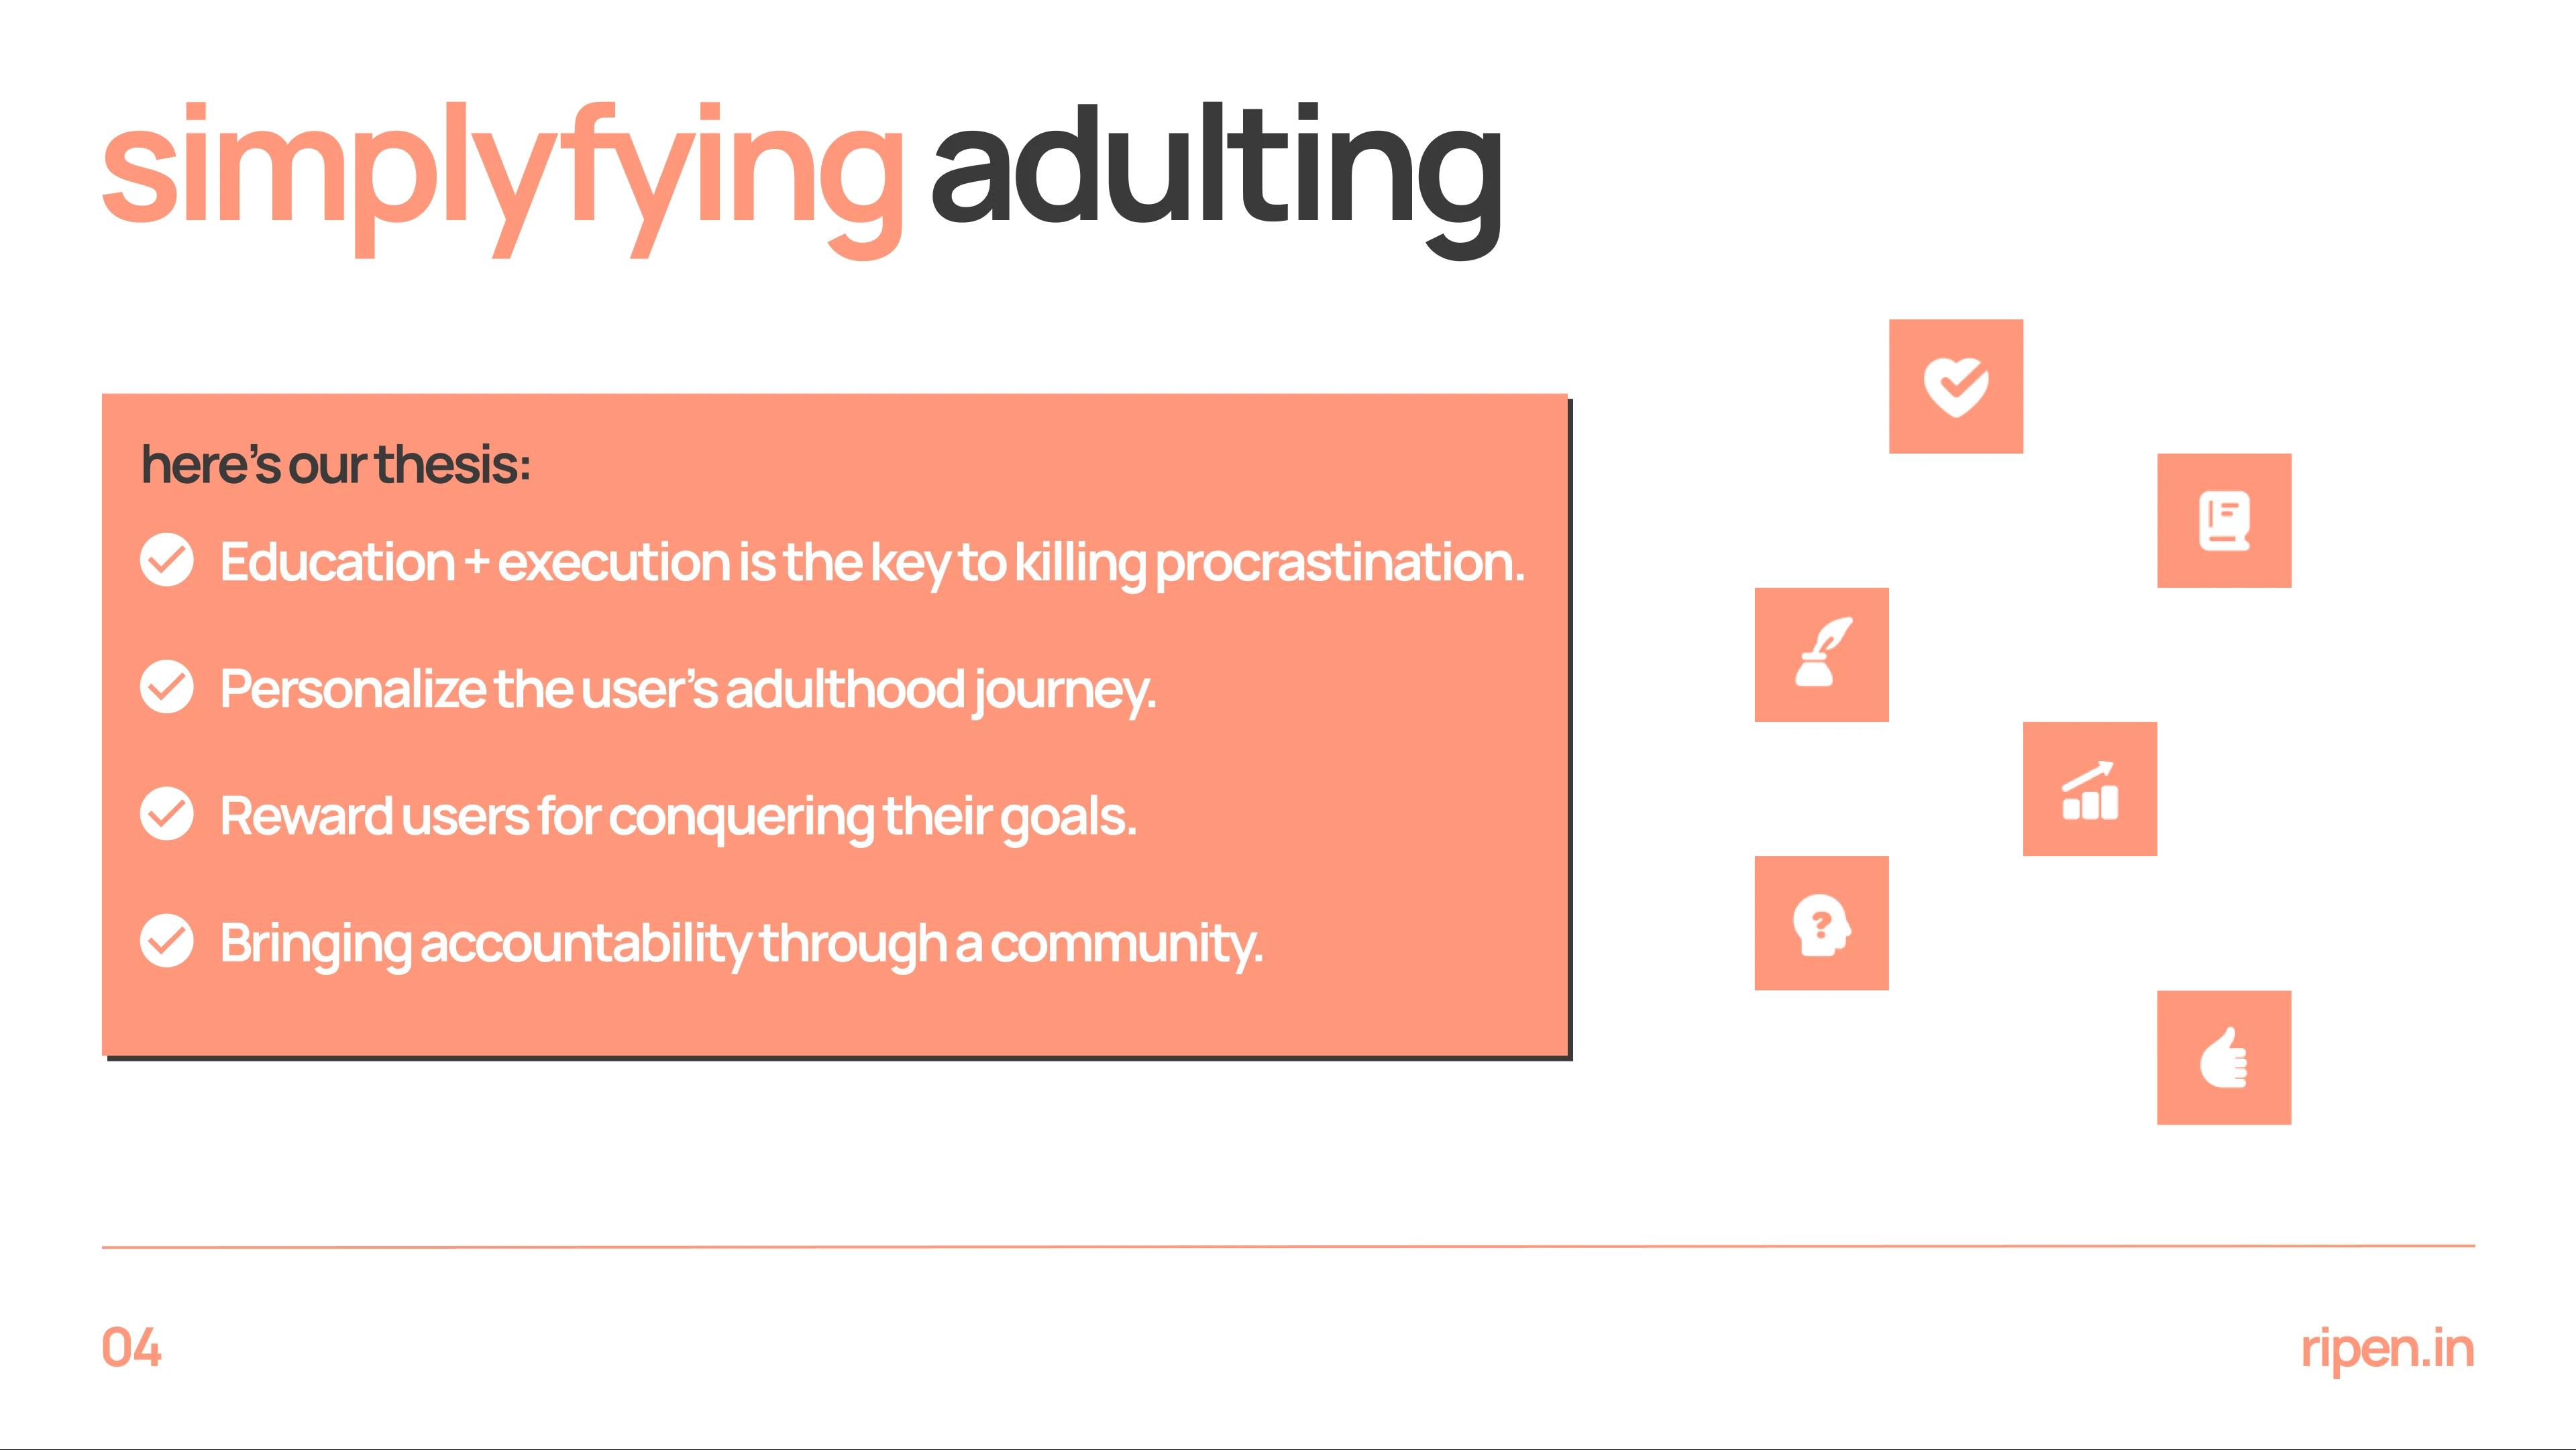 simplyfying adulting
here’s our thesis:
Education + execution is the key to killing procrastination.
Personalize the user’s adulthood journey.
Reward users for conquering their goals.
Bringing accountability through a community.
?
04
ripen.in